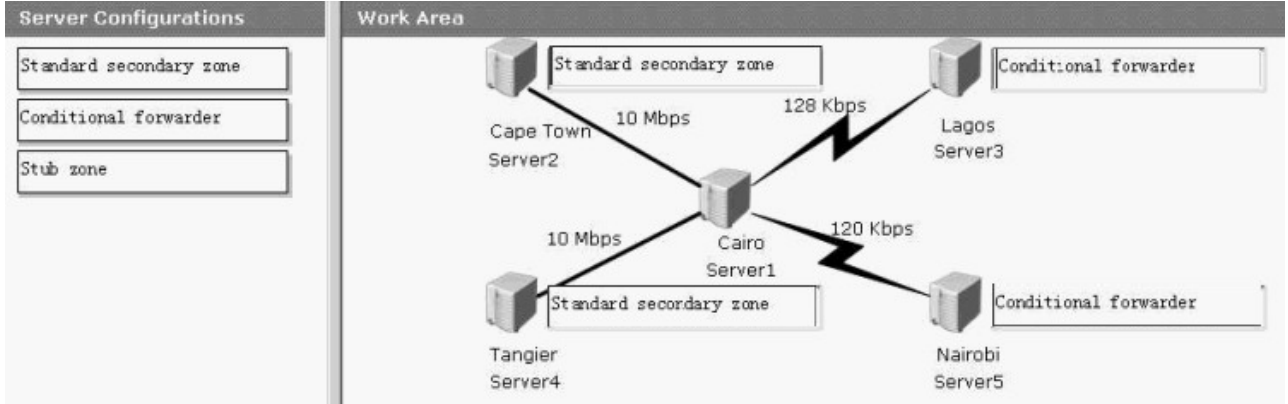 Server Configurations
Work Area
Standard secondary zone
Conditional forwarder
Stub zone
Standard secondary zone
Conditional forwarder
10 Mbps
128 Kbps
Cape Town
Server2
Lagos
Server3
10 Mbps
Cairo
Server1
120 Kbps
Standard secondary zone
Conditional forwarder
Tangier
Server4
Nairobi
Server5